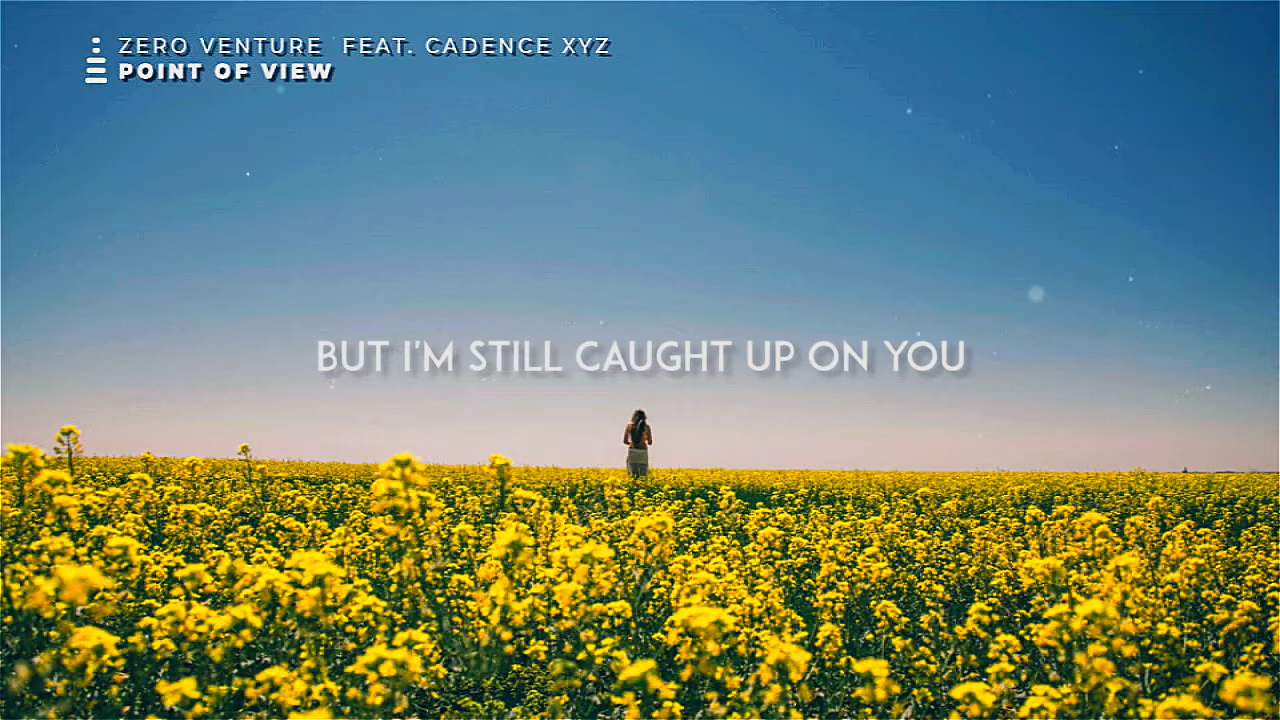 ZERO VENTURE FEAT. CADENCE XYZ
POINT OF VIEW
BUT I'M STILL CAUGHT UP ON YOU